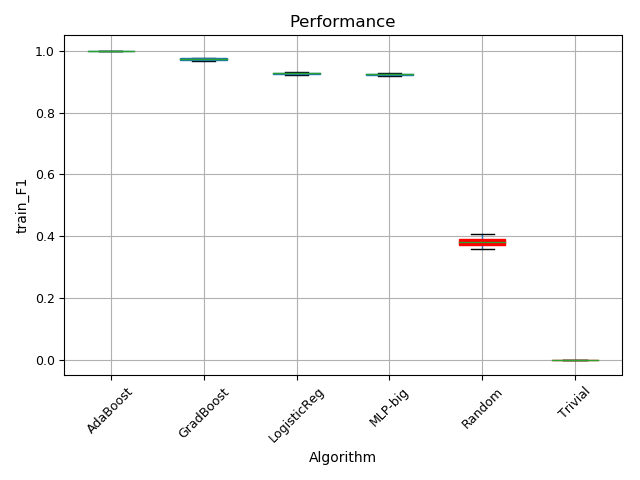 Performance
train_F1
1.0
0.8
0.6
0.4
0.2
0.0
AdaBoost
GradBoost
LogisticReg
MLP-big
Random
Trivial
Algorithm